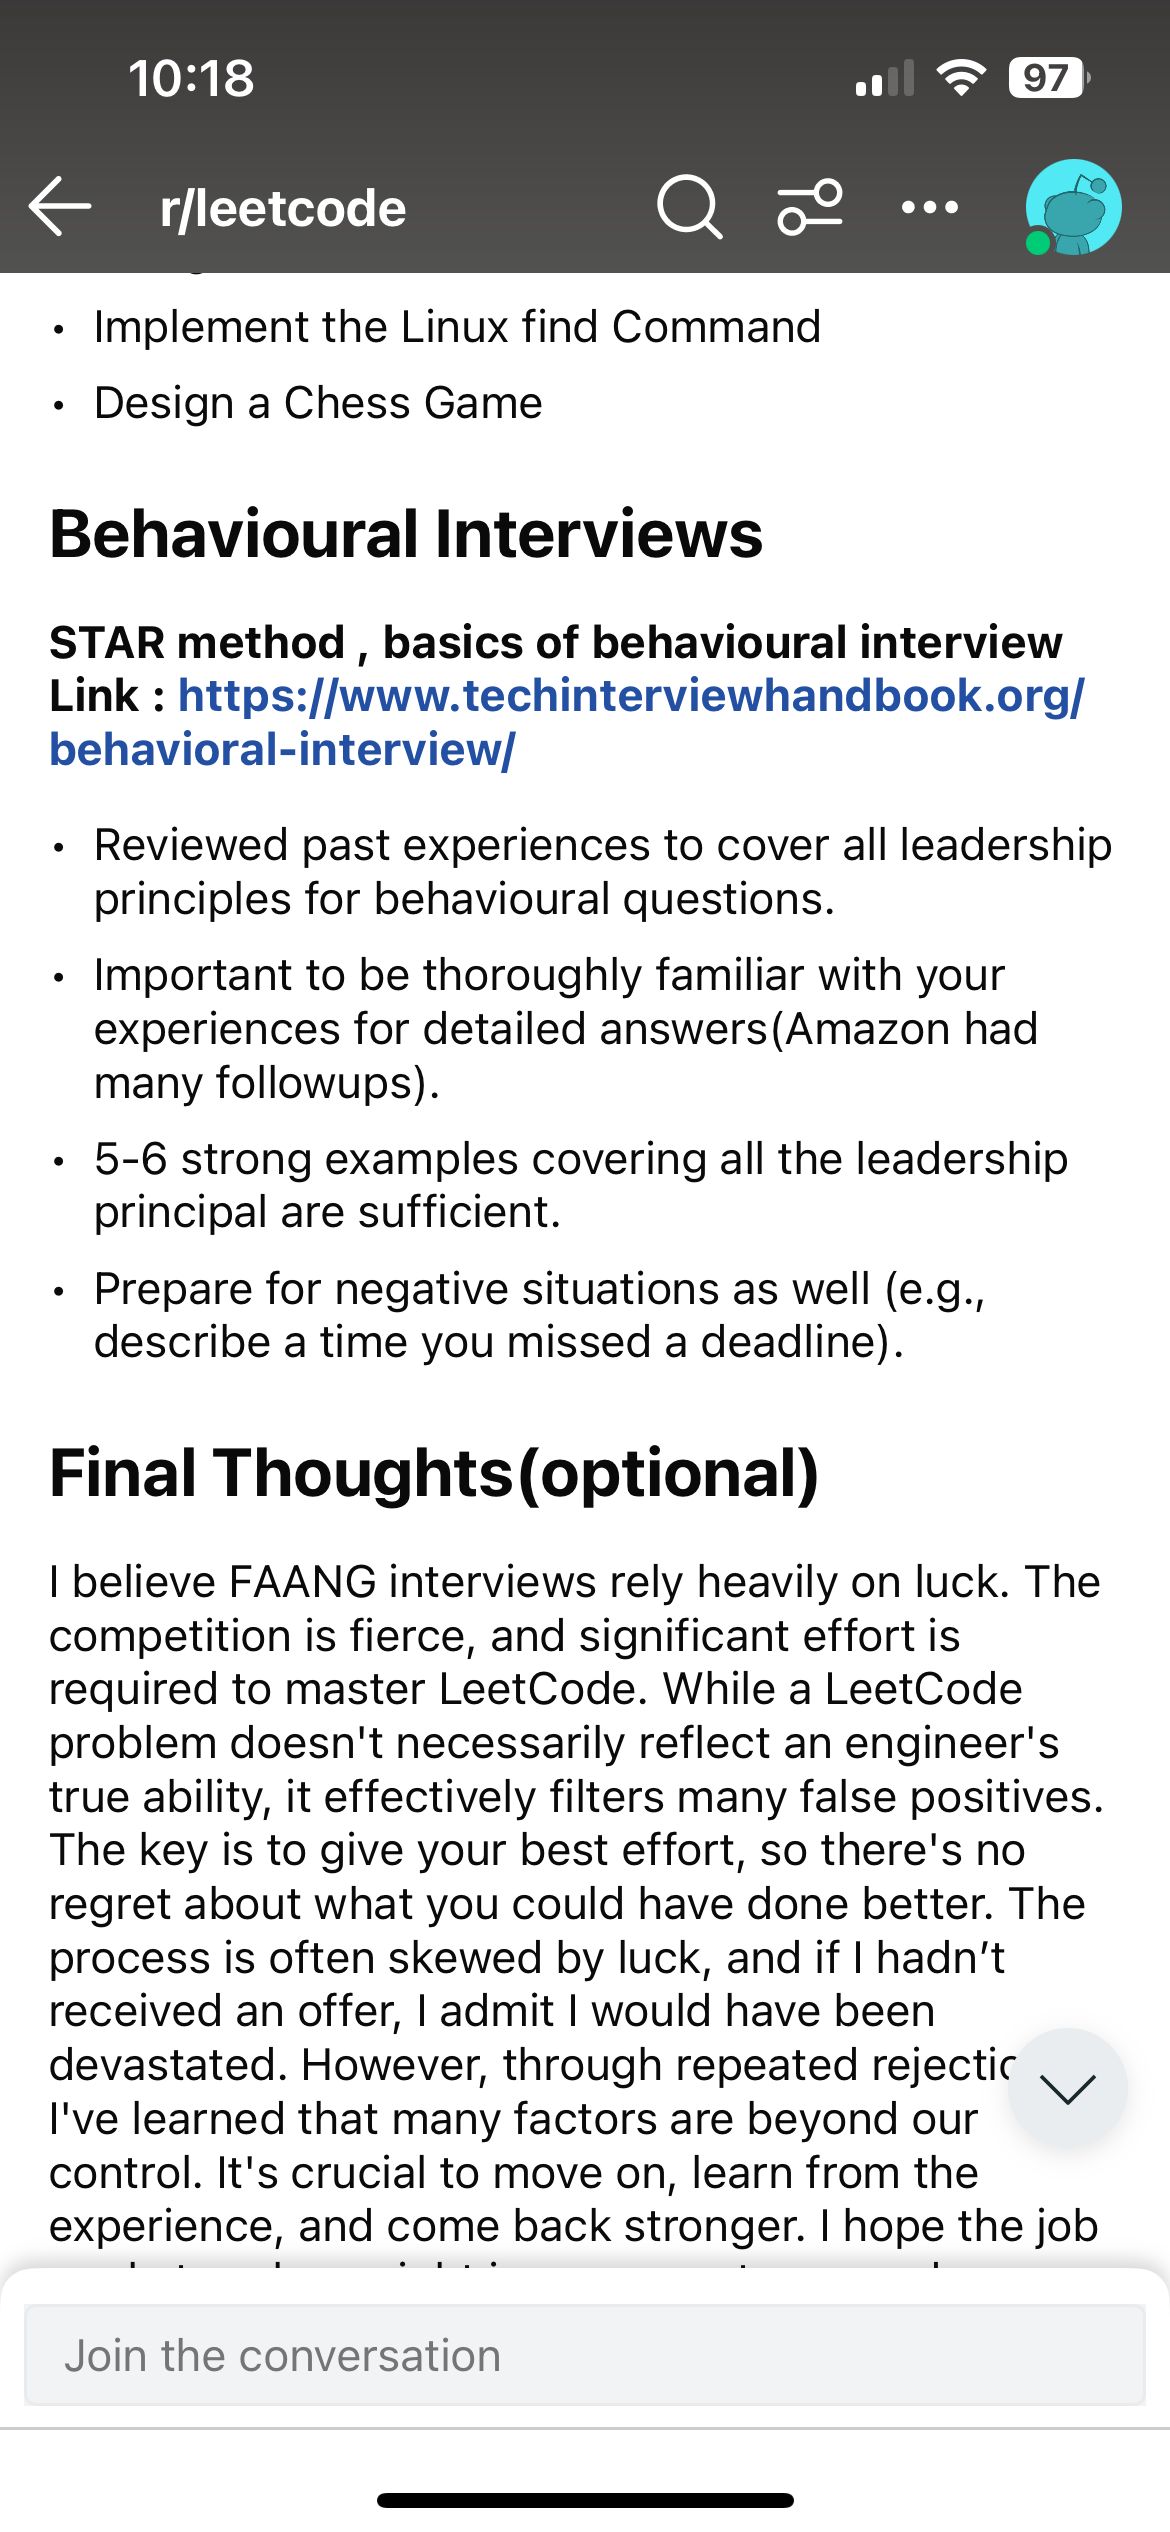 10:18
97
r/leetcode
• Implement the Linux find Command
• Design a Chess Game
Behavioural Interviews
STAR method , basics of behavioural interview
Link : https://www.techinterviewhandbook.org/
behavioral-interview/
• Reviewed past experiences to cover all leadership
principles for behavioural questions.
• Important to be thoroughly familiar with your
experiences for detailed answers(Amazon had
many followups).
• 5-6 strong examples covering all the leadership
principal are sufficient.
• Prepare for negative situations as well (e.g.,
describe a time you missed a deadline).
Final Thoughts(optional)
I believe FAANG interviews rely heavily on luck. The
competition is fierce, and significant effort is
required to master LeetCode. While a LeetCode
problem doesn't necessarily reflect an engineer's
true ability, it effectively filters many false positives.
The key is to give your best effort, so there's no
regret about what you could have done better. The
process is often skewed by luck, and if I hadn’t
received an offer, I admit I would have been
devastated. However, through repeated
I've learned that many factors are beyond our
control. It's crucial to move on, learn from the
experience, and come back stronger. I hope the job
Join the conversation